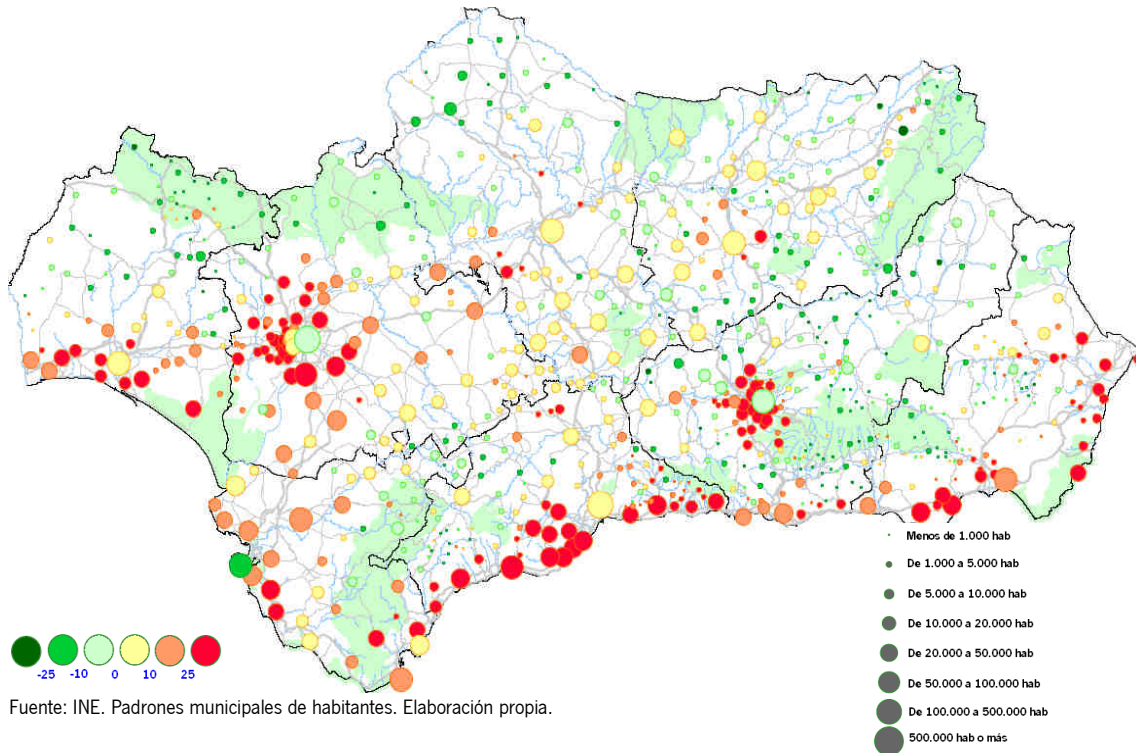 Menos de 1.000 hab
De 1.000 a 5.000 hab
De 5.000 a 10.000 hab
De 10.000 a 20.000 hab
De 20.000 a 50.000 hab
De 50.000 a 100.000 hab
De 100.000 a 500.000 hab
500.000 hab o más
-25 -10 0 10 25
Fuente: INE. Padrones municipales de habitantes. Elaboración propia.